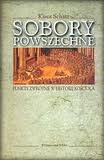 Klaus Schatz
SOBORY
POWSZECHNE
PUNKTY ZWROTNE W HISTORII KOŚCIOŁA